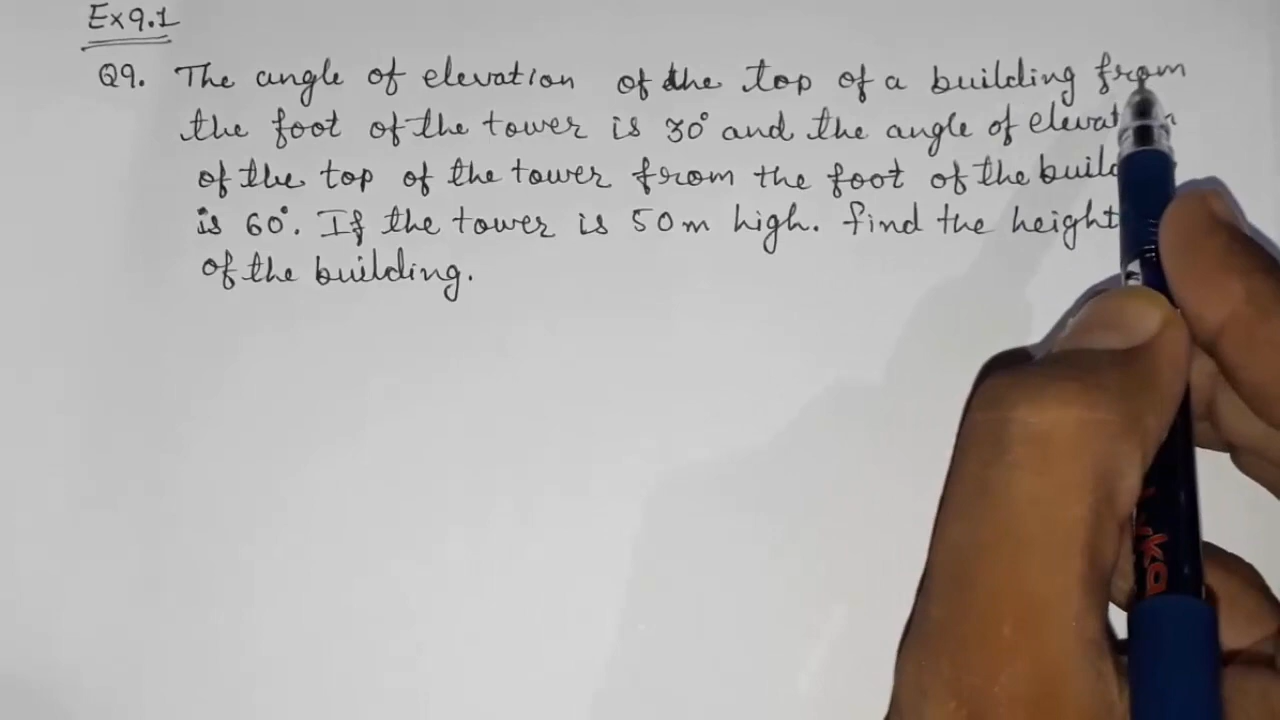 Ex 9.1
Q9. The angle of elevation of the top of a building from
the foot of the tower is 30° and the angle of
of the top of the tower from the foot of the
is 60°. If the tower is 50 m high. find the height
of the building.